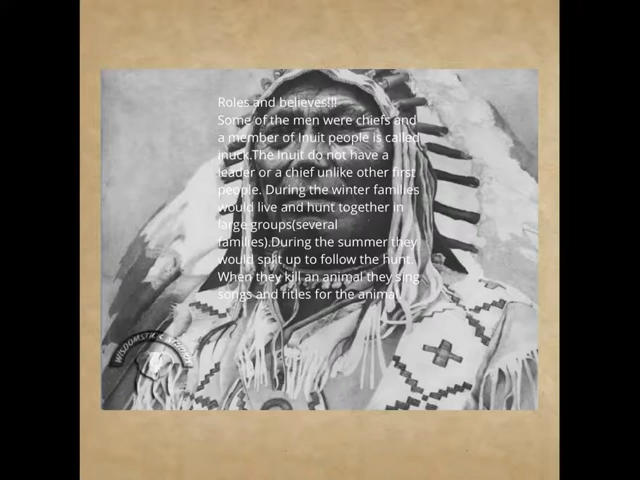 Roles and believes!!!
Some of the men were chiefs and
a member of Inuit people is called
inuck.The Inuit do not have a
leader or a chief unlike other first
people. During the winter families
would live and hunt together in
large groups(several
families).During the summer they
would split up to follow the hunt.
When they kill an animal they sing
songs and rites for the animal.